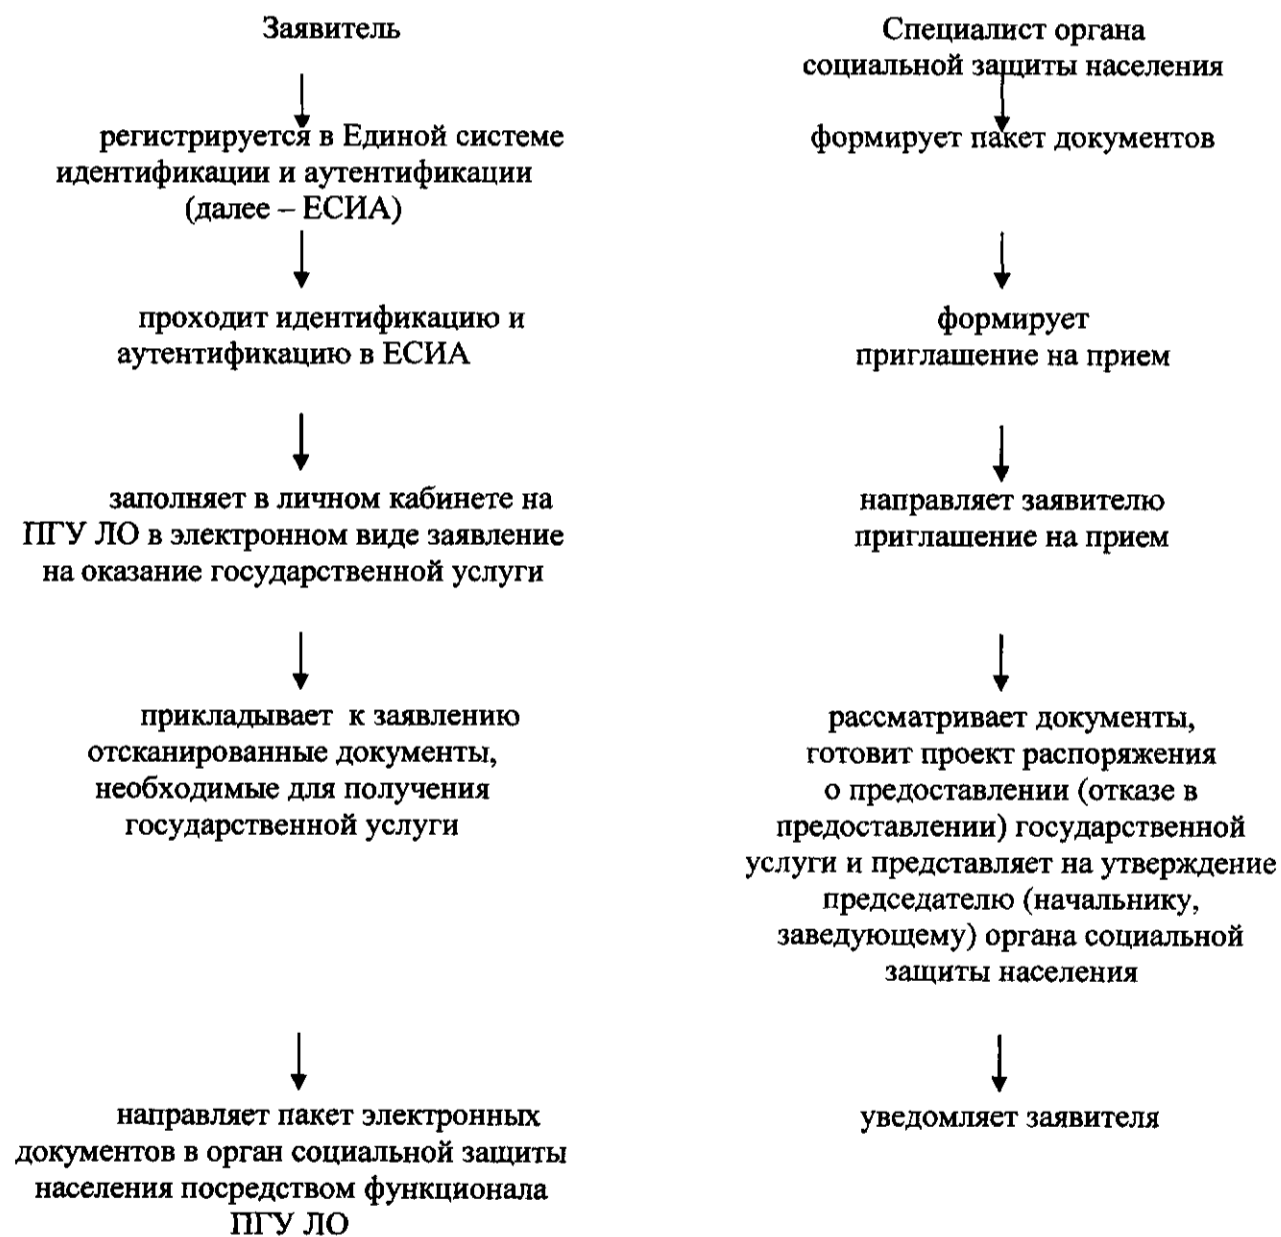 Заявитель
регистрируется в Единой системе
идентификации и аутентификации
(далее – ЕСИА)
проходит идентификацию и
аутентификацию в ЕСИА
заполняет в личном кабинете на
ПГУ ЛО в электронном виде заявление
на оказание государственной услуги
прикладывает к заявлению
отсканированные документы,
необходимые для получения
государственной услуги
направляет пакет электронных
документов в орган социальной защиты
населения посредством функционала
ПГУ ЛО
Специалист органа
социальной защиты населения
формирует пакет документов
формирует
приглашение на прием
направляет заявителю
приглашение на прием
рассматривает документы,
готовит проект распоряжения
о предоставлении (отказе в
предоставлении) государственной
услуги и представляет на утверждение
председателю (начальнику,
заведующему) органа социальной
защиты населения
уведомляет заявителя